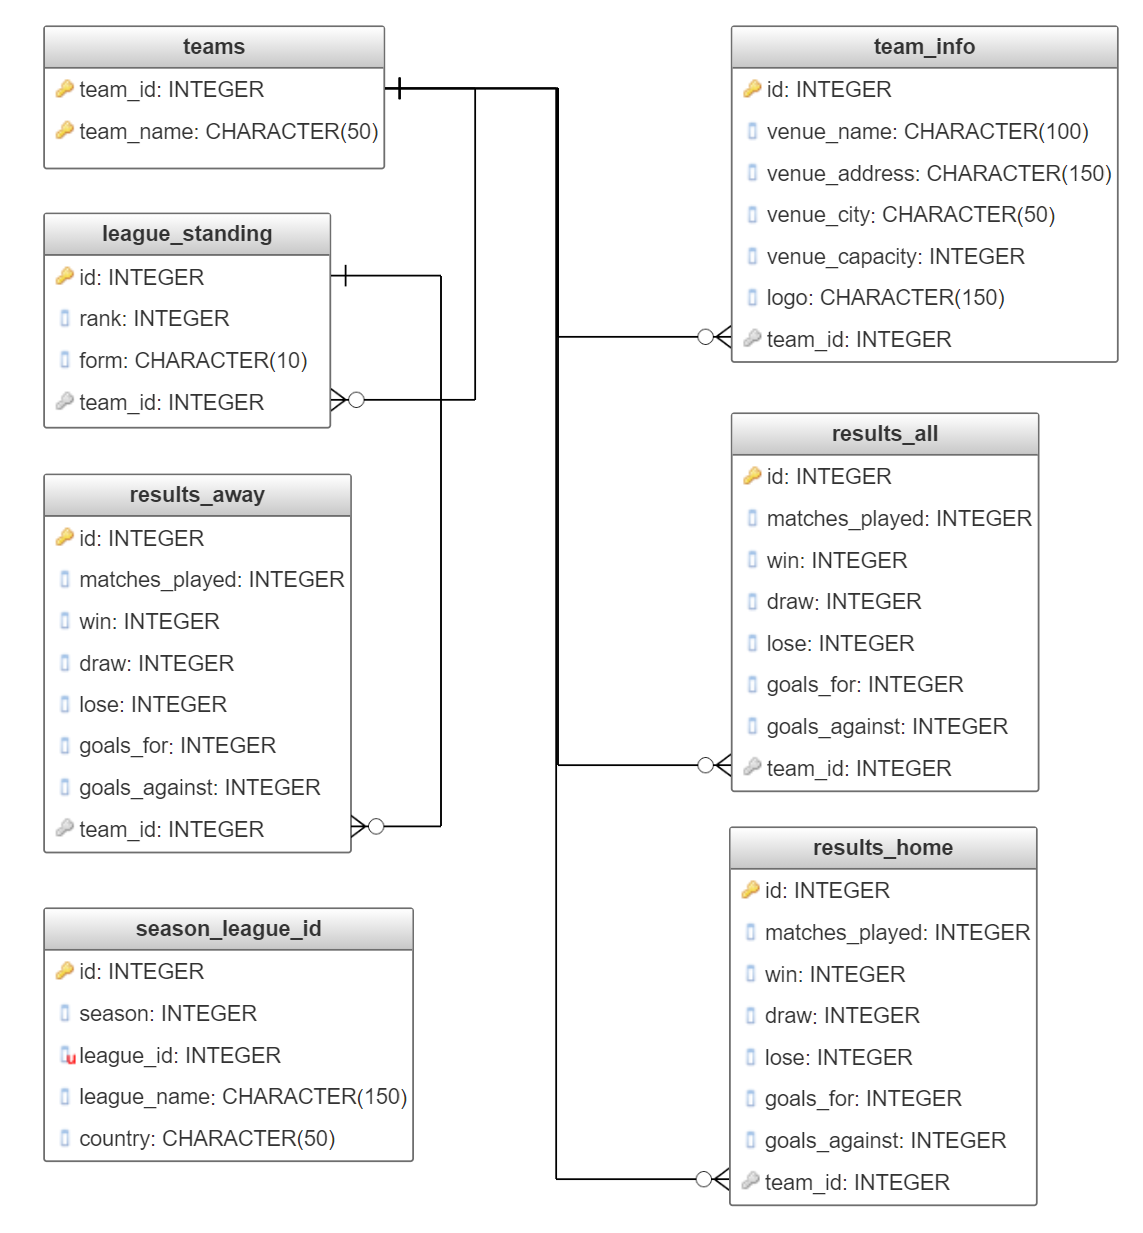 teams
team_id: INTEGER
team_name: CHARACTER(50)
league_standing
id: INTEGER
rank: INTEGER
form: CHARACTER(10)
team_id: INTEGER
results_away
id: INTEGER
matches_played: INTEGER
win: INTEGER
draw: INTEGER
lose: INTEGER
goals_for: INTEGER
goals_against: INTEGER
team_id: INTEGER
season_league_id
id: INTEGER
season: INTEGER
league_id: INTEGER
league_name: CHARACTER(150)
country: CHARACTER(50)
team_info
id: INTEGER
venue_name: CHARACTER(100)
venue_address: CHARACTER(150)
venue_city: CHARACTER(50)
venue_capacity: INTEGER
logo: CHARACTER(150)
team_id: INTEGER
results_all
id: INTEGER
matches_played: INTEGER
win: INTEGER
draw: INTEGER
lose: INTEGER
goals_for: INTEGER
goals_against: INTEGER
team_id: INTEGER
results_home
id: INTEGER
matches_played: INTEGER
win: INTEGER
draw: INTEGER
lose: INTEGER
goals_for: INTEGER
goals_against: INTEGER
team_id: INTEGER